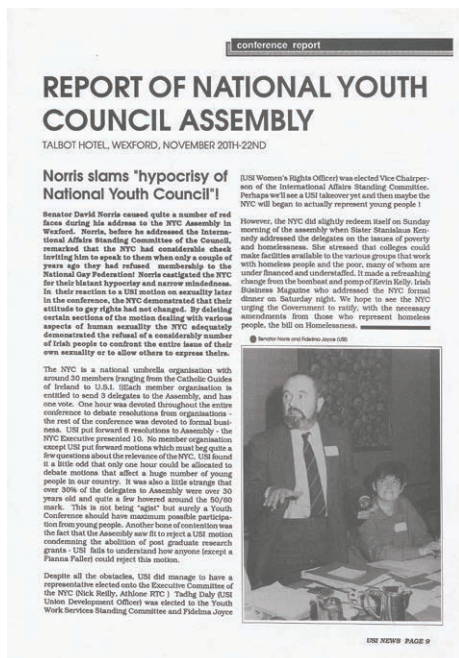 conference report
REPORT OF NATIONAL YOUTH
COUNCIL ASSEMBLY
TALBOT HOTEL, WEXFORD, NOVEMBER 20TH-22ND
Norris slams "hypocrisy of
National Youth Council"!
Senator David Norris caused quite a number of red
faces during his address to the NYC Assembly in
Wexford. Norris, before he addressed the Interna-
tional Affairs Standing Committee of the Council,
remarked that the NYC had considerable cheek
inviting him to speak to them when only a couple of
years ago they had refused membership to the
National Gay Federation! Norris castigated the NYC
for their blatant hypocrisy and narrow mindedness.
In their reaction to a USI motion on sexuality later
in the conference, the NYC demonstrated that their
attitude to gay rights had not changed. By deleting
certain sections of the motion dealing with various
aspects of human sexuality the NYC adequately
demonstrated the refusal of a considerably number
of Irish people to confront the entire issue of their
own sexuality or to allow others to express theirs.
The NYC is a national umbrella organisation with
around 30 members (ranging from the Catholic Guides
of Ireland to U.S.I. SEach member organisation is
entitled to send 3 delegates to the Assembly, and has
one vote. One hour was devoted throughout the entire
conference to debate resolutions from organisations -
the rest of the conference was devoted to formal busi-
ness. USI put forward 6 resolutions to Assembly - the
NYC Executive presented 10. No member organisation
except USI put forward motions which must beg quite a
few questions about the relevance of the NYC. USI found
it a little odd that only one hour could be allocated to
debate motions that affect a huge number of young
people in our country. It was also a little strange that
over 30% of the delegates to Assembly were over 30
years old and quite a few hovered around the 50/60
mark. This is not being "agist" but surely a Youth
Conference should have maximum possible participa-
tion from young people. Another bone of contention was
the fact that the Assembly saw fit to reject a USI motion
condemning the abolition of post graduate research
grants - USI fails to understand how anyone (except a
Fianna Failer) could reject this motion.
Despite all the obstacles, USI did manage to have a
representative elected onto the Executive Committee of
the NYC (Nick Reilly, Athlone RTC ) Tadhg Daly (USI
Union Development Officer) was elected to the Youth
Work Services Standing Committee and Fidelma Joyce
(USI Women's Rights Officer) was elected Vice Chairper-
son of the International Affairs Standing Committee.
Perhaps we'll see a USI takeover yet and then maybe the
NYC will began to actually represent young people !
However, the NYC did slightly redeem itself on Sunday
morning of the assembly when Sister Stanislaus Ken-
nedy addressed the delegates on the issues of poverty
and homelessness. She stressed that colleges could
make facilities available to the various groups that work
with homeless people and the poor, many of whom are
under financed and understaffed. It made a refreashing
change from the bombast and pomp of Kevin Kelly, Irish
Business Magazine who addressed the NYC formal
dinner on Saturday night. We hope to see the NYC
urging the Government to ratify, with the necessary
amendments from those who represent homeless
people, the bill on Homelessness.
Senator Norris and Fidelma Joyce (USI)
USI NEWS PAGE 9